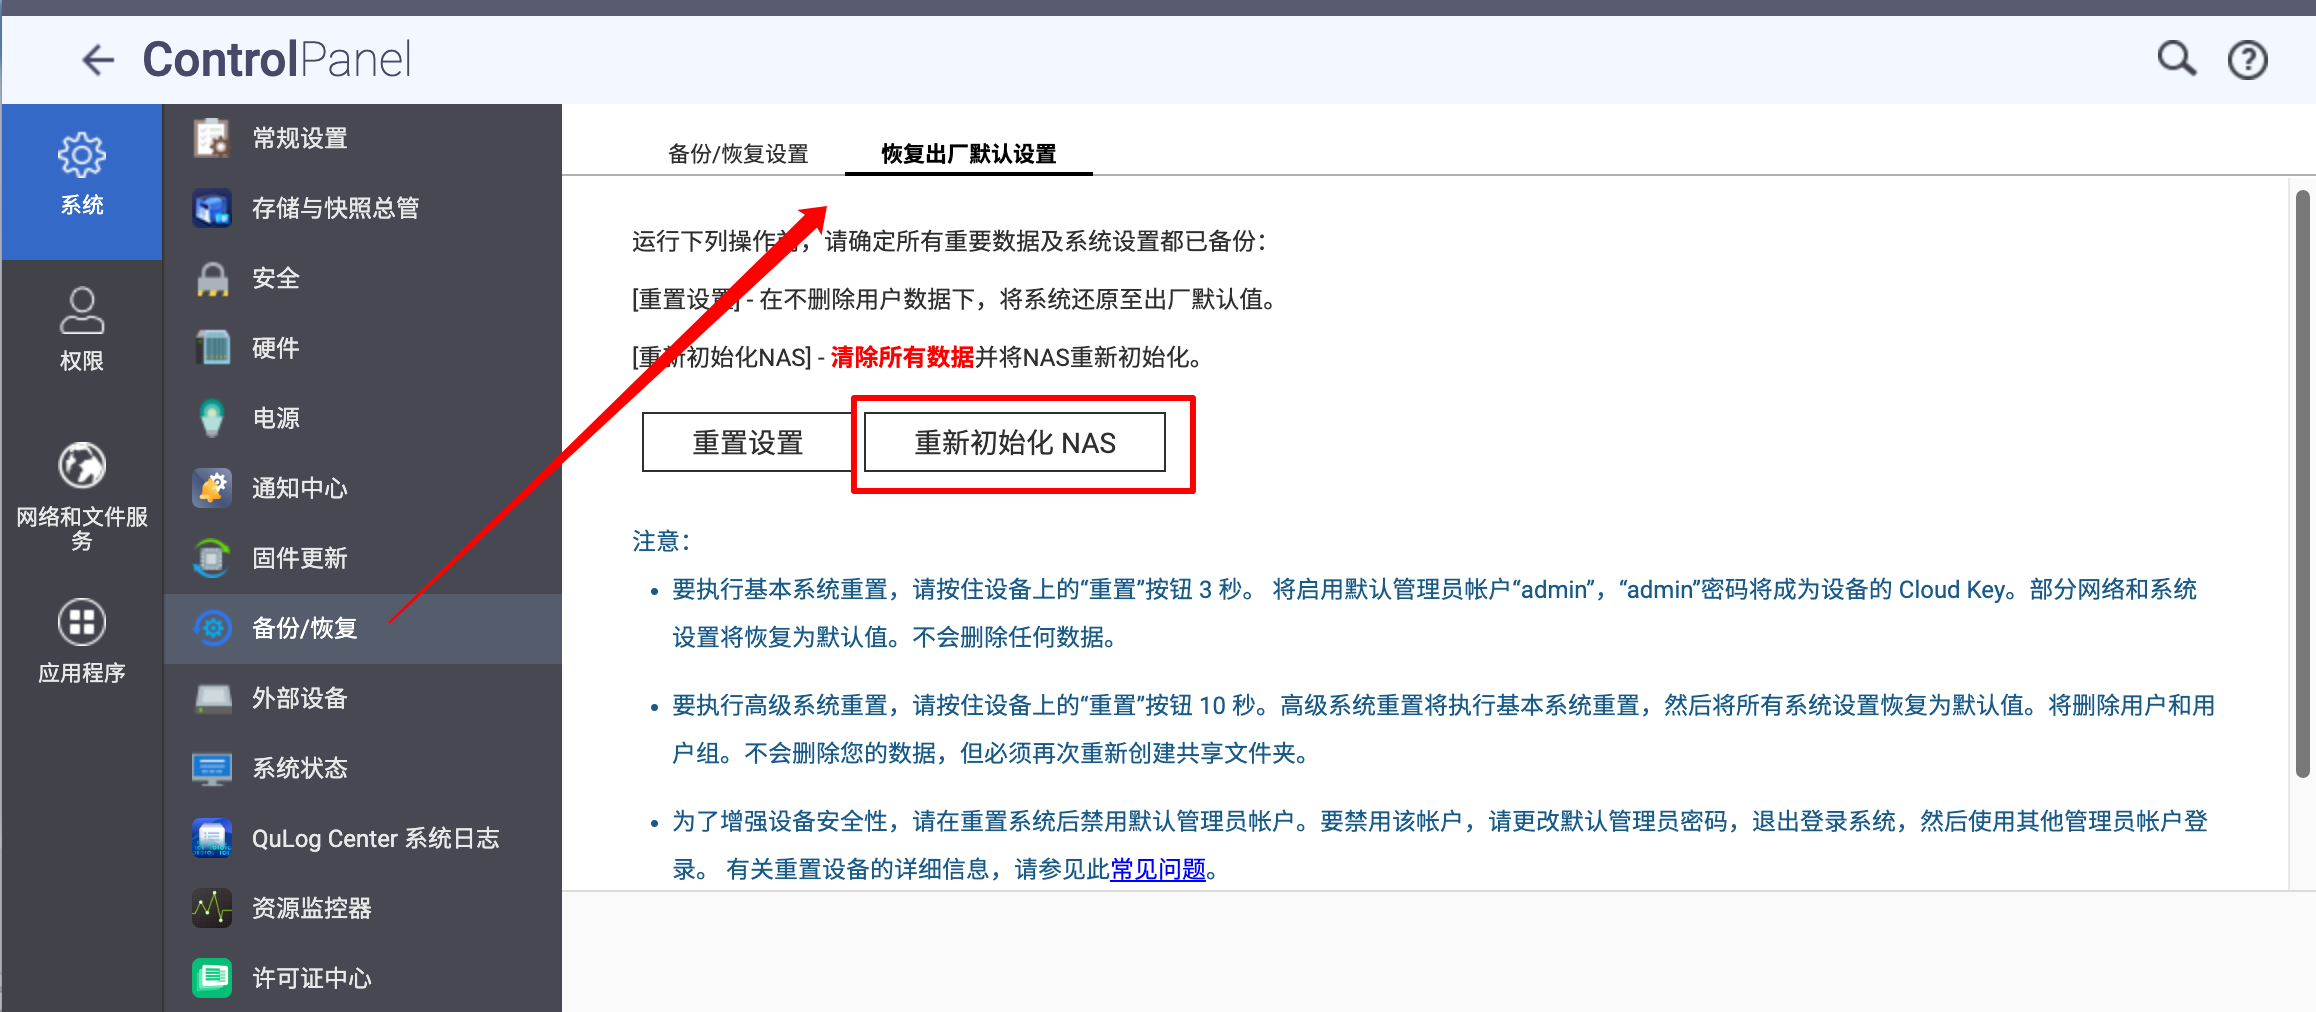 ControlPanel
系统
权限
网络和文件服
务
应用程序
常规设置
存储与快照总管
安全
硬件
电源
通知中心
固件更新
备份/恢复
外部设备
系统状态
QuLog Center 系统日志
资源监控器
许可证中心
备份/恢复设置 恢复出厂默认设置
运行下列操作前，请确定所有重要数据及系统设置都已备份：
[重置设置] - 在不删除用户数据下，将系统还原至出厂默认值。
[重新初始化NAS] - 清除所有数据并将NAS重新初始化。
重置设置 重新初始化 NAS
注意：
• 要执行基本系统重置，请按住设备上的“重置”按钮 3 秒。 将启用默认管理员帐户“admin”，“admin”密码将成为设备的 Cloud Key。部分网络和系统
设置将恢复为默认值。不会删除任何数据。
• 要执行高级系统重置，请按住设备上的“重置”按钮 10 秒。高级系统重置将执行基本系统重置，然后将所有系统设置恢复为默认值。将删除用户和用
户组。不会删除您的数据，但必须再次重新创建共享文件夹。
• 为了增强设备安全性，请在重置系统后禁用默认管理员帐户。要禁用该帐户，请更改默认管理员密码，退出登录系统，然后使用其他管理员帐户登
录。 有关重置设备的详细信息，请参见此常见问题。